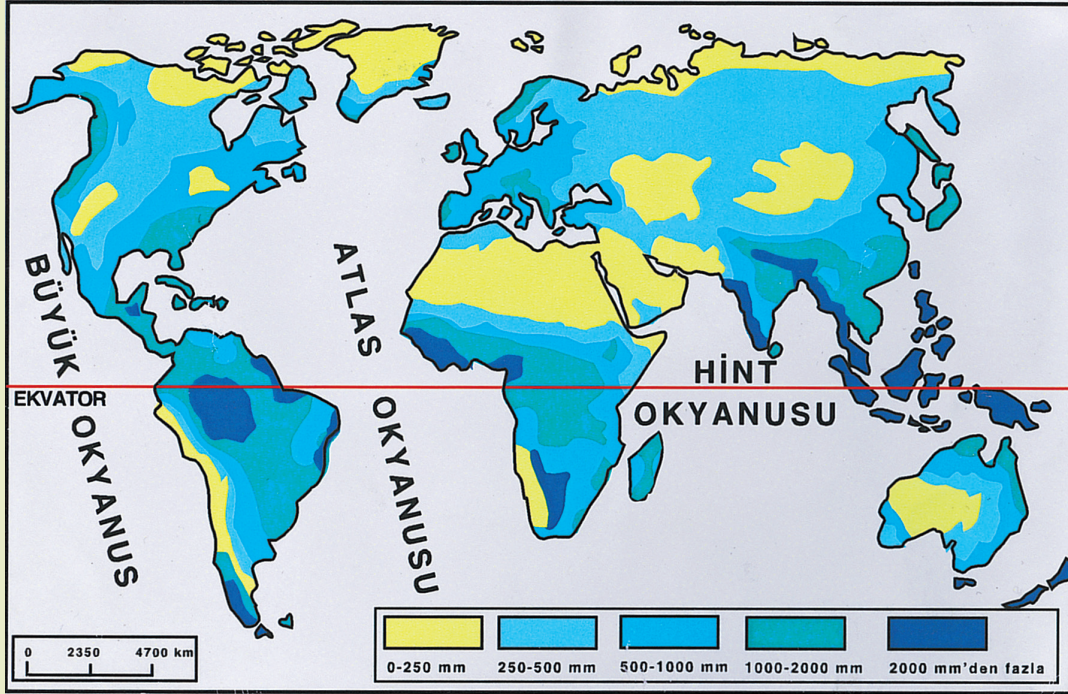 BÜYÜK
OKYANUS
ATLAS
OKYANUSU
HİNT
OKYANUSU
EKVATOR
0 2350 4700 km
0-250 mm
250-500 mm
500-1000 mm
1000-2000 mm
2000 mm'den fazla